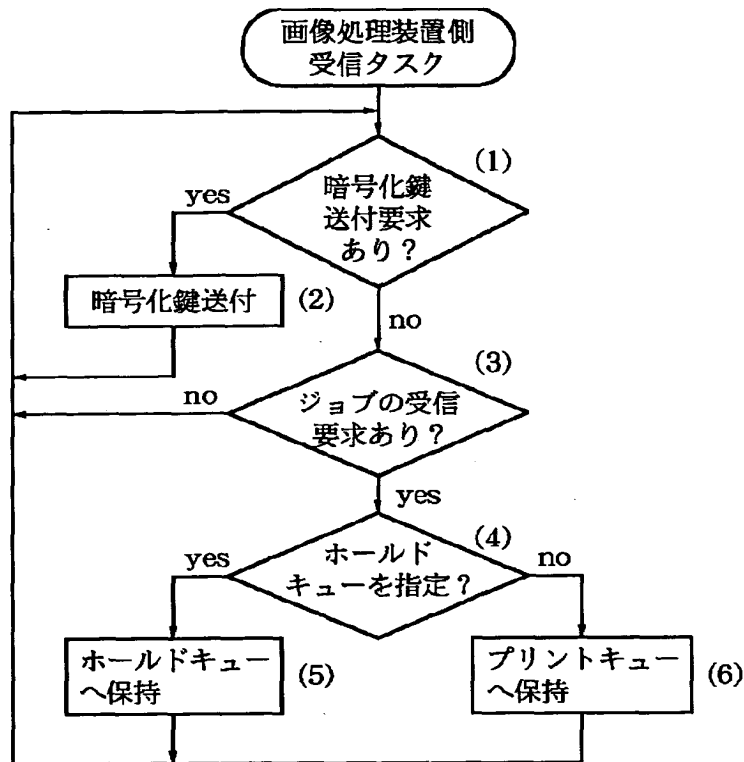 画像処理装置側
受信タスク
(1)
yes
暗号化鍵
送付要求
あり？
暗号化鍵送付
(2)
no
(3)
no
ジョブの受信
要求あり？
yes
(4)
yes
ホールド
キューを指定？
no
ホールドキュー
へ保持
(5)
プリントキュー
へ保持
(6)